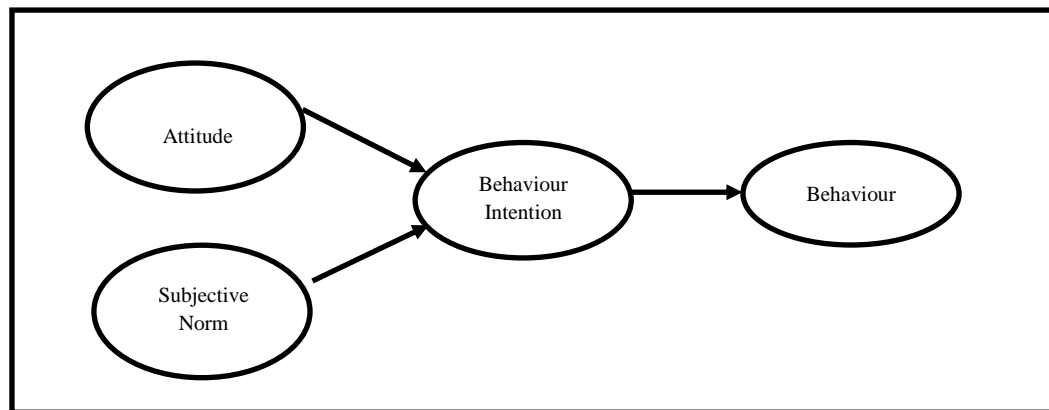 Attitude
Behaviour
Intention
Behaviour
Subjective
Norm